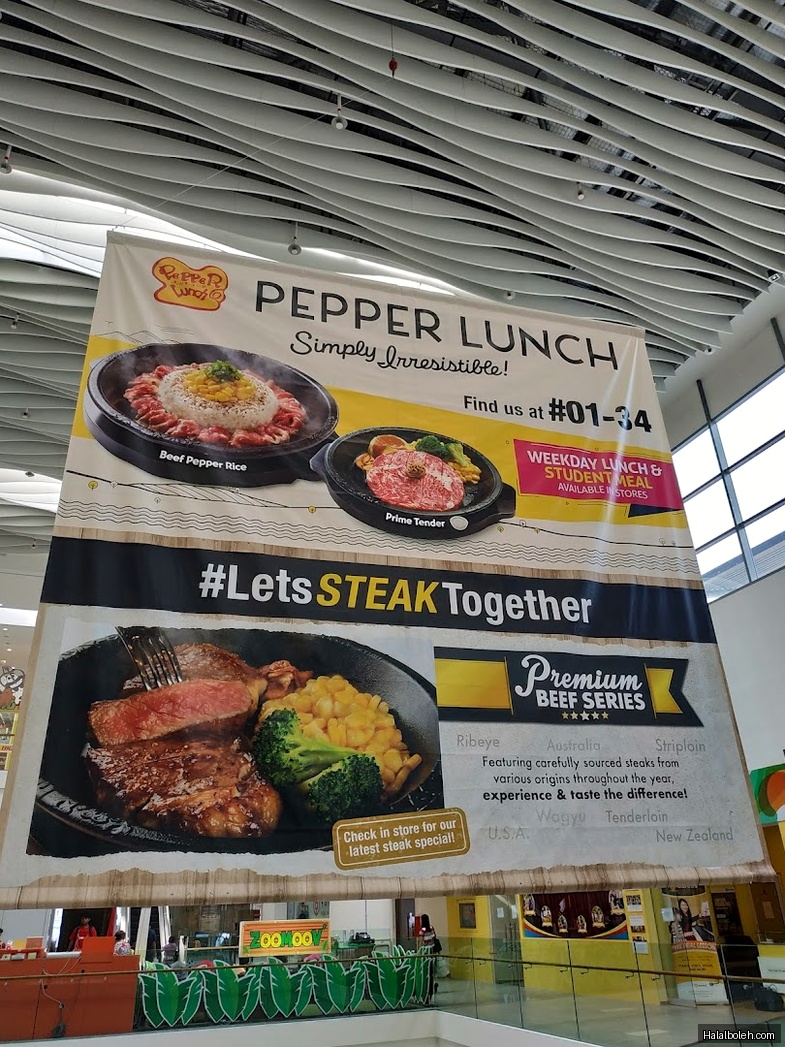 PEPPER
Lunch
PEPPER LUNCH
Simply Irresistible!
Find us at #01-34
WEEKDAY LUNCH &
STUDENT MEAL
AVAILABLE IN STORES
Beef Pepper Rice
Prime Tender
#LetsSTEAKTogether
Premium
BEEF SERIES
Ribeye Australia Striploin
Featuring carefully sourced steaks from
various origins throughout the year,
experience & taste the difference!
Wagyu Tenderloin
U.S.A. New Zealand
Check in store for our
latest steak special!
ZOOMOOV
Halalboleh.com